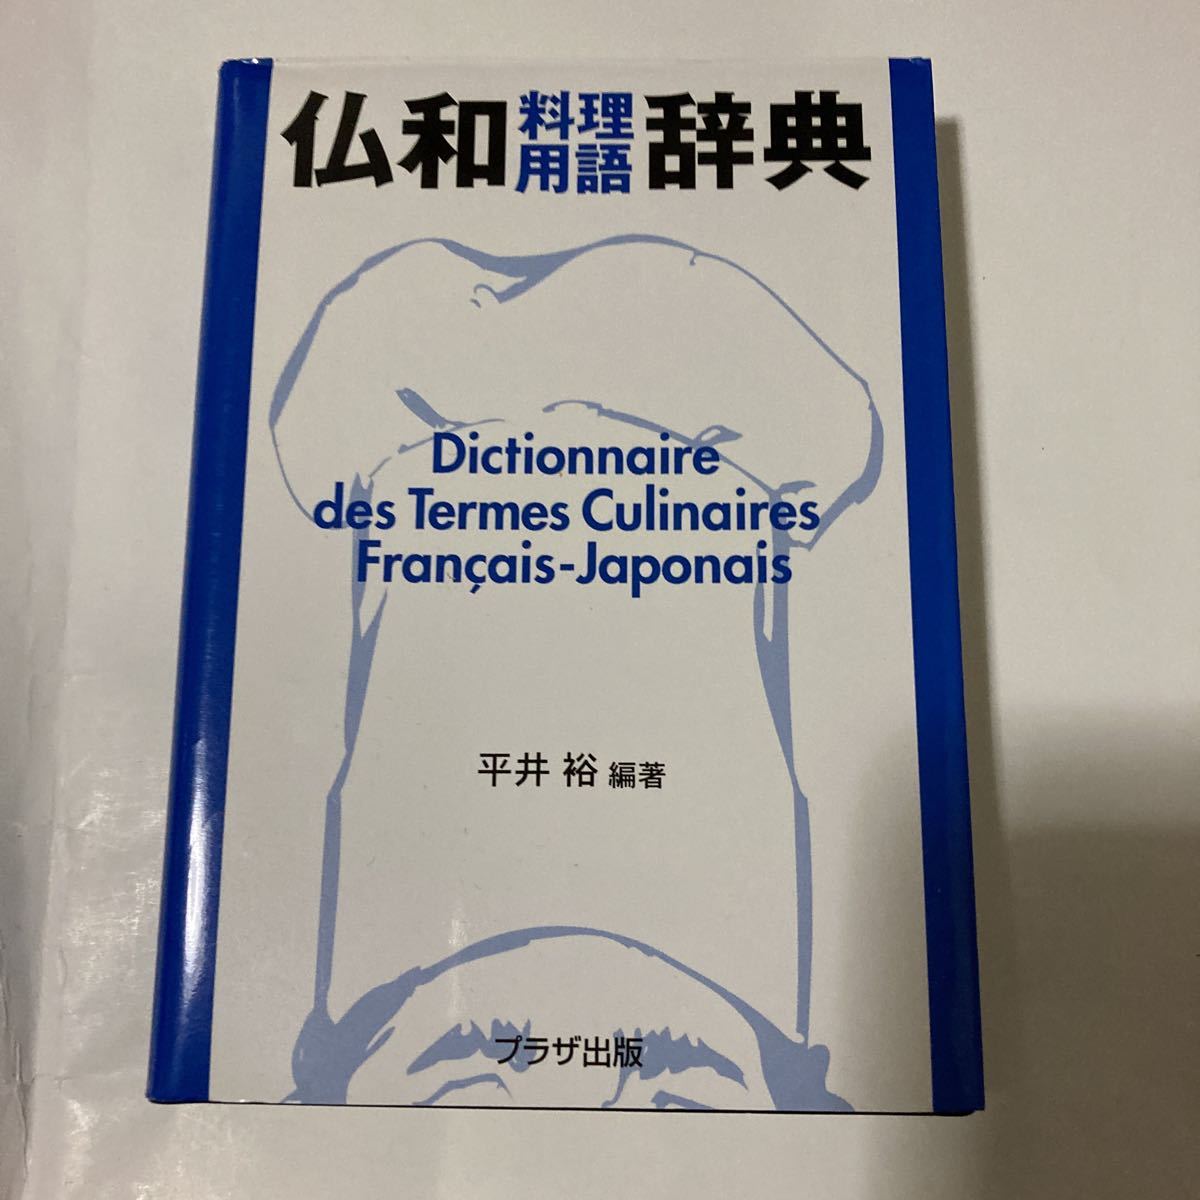 仏和料理用語辞典
Dictionnaire
des Termes Culinaires
Français-Japonais
平井 裕 編著
プラザ出版